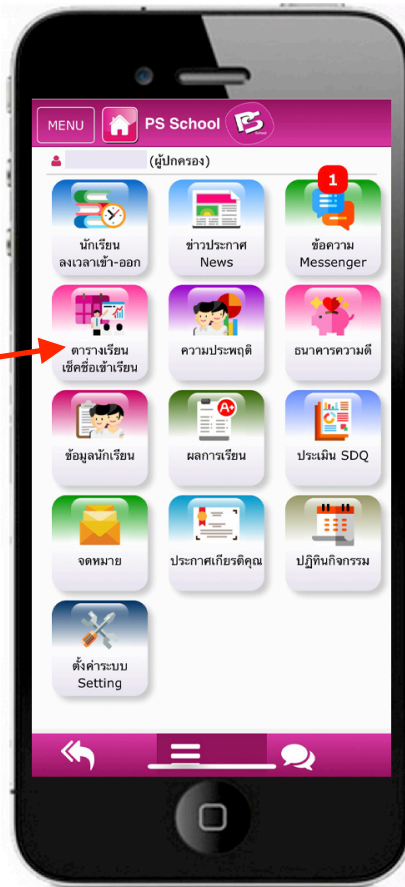 MENU
PS School
PS
(ผู้ปกครอง)
1
นักเรียน
ลงเวลาเข้า-ออก
ข่าวประกาศ
News
ข้อความ
Messenger
ตารางเรียน
เช็คชื่อเข้าเรียน
ความประพฤติ
ธนาคารความดี
ข้อมูลนักเรียน
A+
ผลการเรียน
ประเมิน SDQ
จดหมาย
ประกาศเกียรติคุณ
ปฏิทินกิจกรรม
ตั้งค่าระบบ
Setting